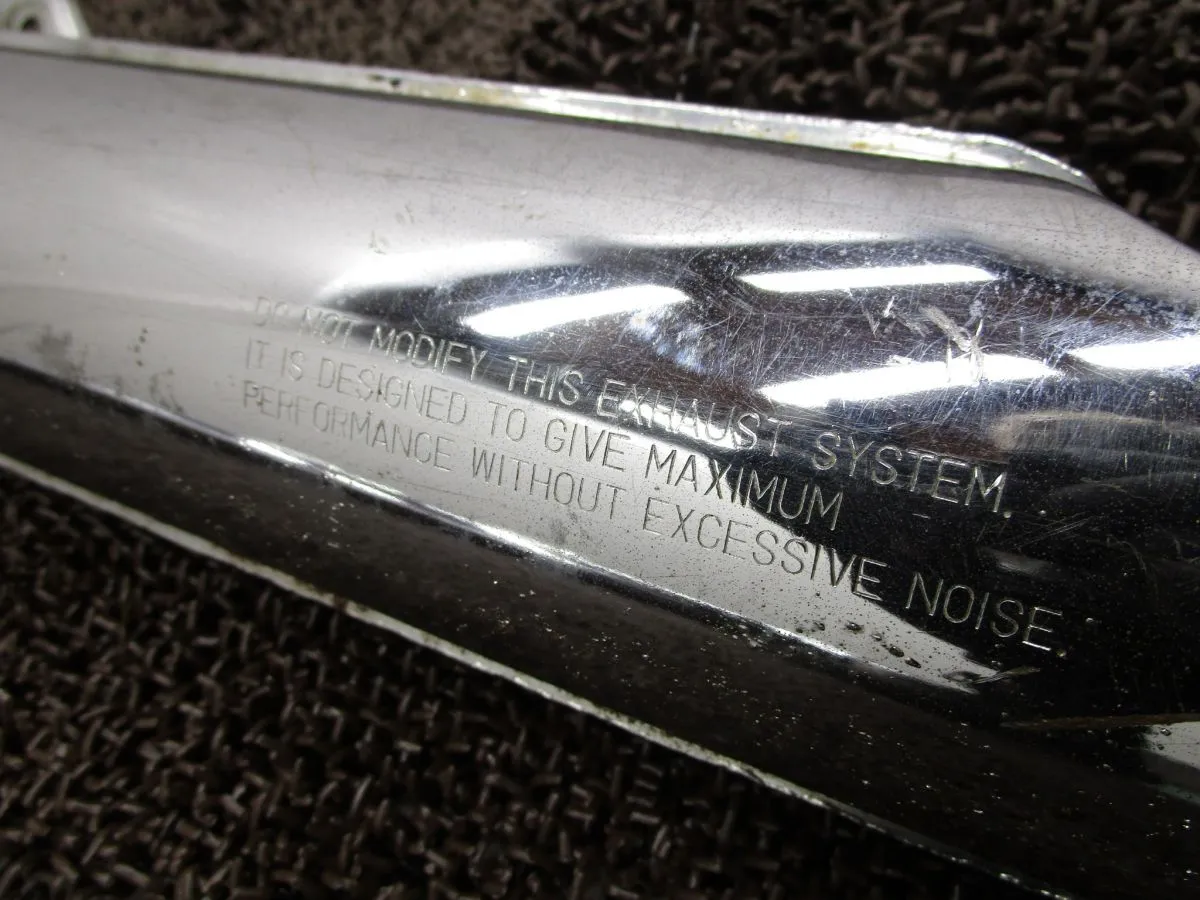 DO NOT MODIFY THIS EXHAUST SYSTEM.
IT IS DESIGNED TO GIVE MAXIMUM
PERFORMANCE WITHOUT EXCESSIVE NOISE.